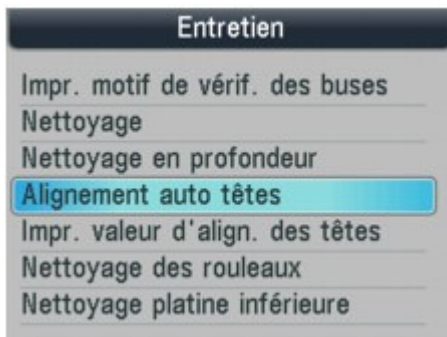 Entretien
Impr. motif de vérif. des buses
Nettoyage
Nettoyage en profondeur
Alignement auto têtes
Impr. valeur d'align. des têtes
Nettoyage des rouleaux
Nettoyage platine inférieure